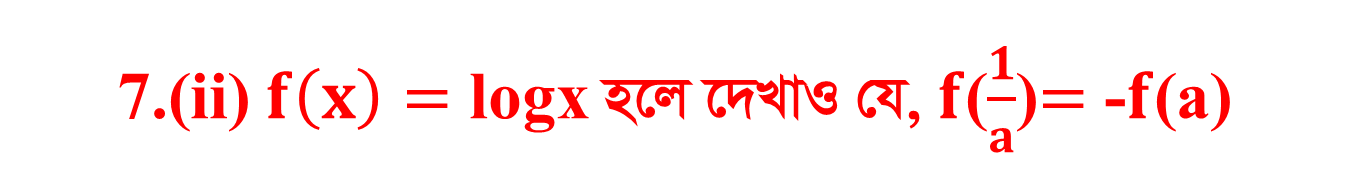 7.(ii) f(x) = logx হলে দেখাও যে, f(1/a)= -f(a)